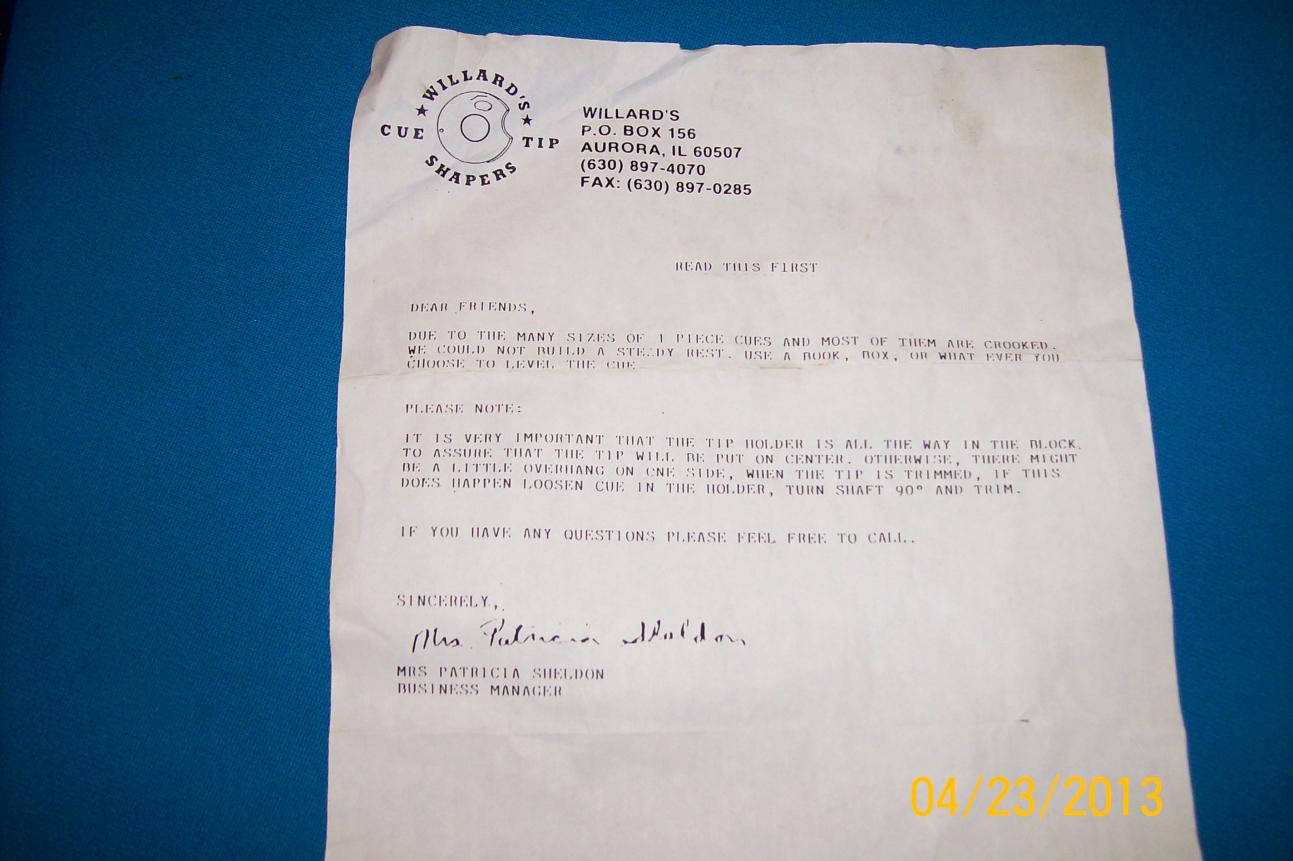 WILLARD'S
CUE TIP
SHAPERS
WILLARD'S
P.O. BOX 156
AURORA, IL 60507
(630) 897-4070
FAX: (630) 897-0285
READ THIS FIRST
DEAR FRIENDS,
DUE TO THE MANY SIZES OF 1 PIECE CUES AND MOST OF THEM ARE CROOKED.
WE COULD NOT BUILD A STEADY REST. USE A BOOK, BOX, OR WHAT EVER YOU
CHOOSE TO LEVEL THE CUE
PLEASE NOTE:
IT IS VERY IMPORTANT THAT THE TIP HOLDER IS ALL THE WAY IN THE BLOCK.
TO ASSURE THAT THE TIP WILL BE PUT ON CENTER. OTHERWISE, THERE MIGHT
BE A LITTLE OVERHANG ON ONE SIDE, WHEN THE TIP IS TRIMMED, IF THIS
DOES HAPPEN LOOSEN CUE IN THE HOLDER, TURN SHAFT 90° AND TRIM.
IF YOU HAVE ANY QUESTIONS PLEASE FEEL FREE TO CALL.
SINCERELY,
Mrs. Patricia Sheldon
MRS PATRICIA SHELDON
BUSINESS MANAGER
04/23/2013